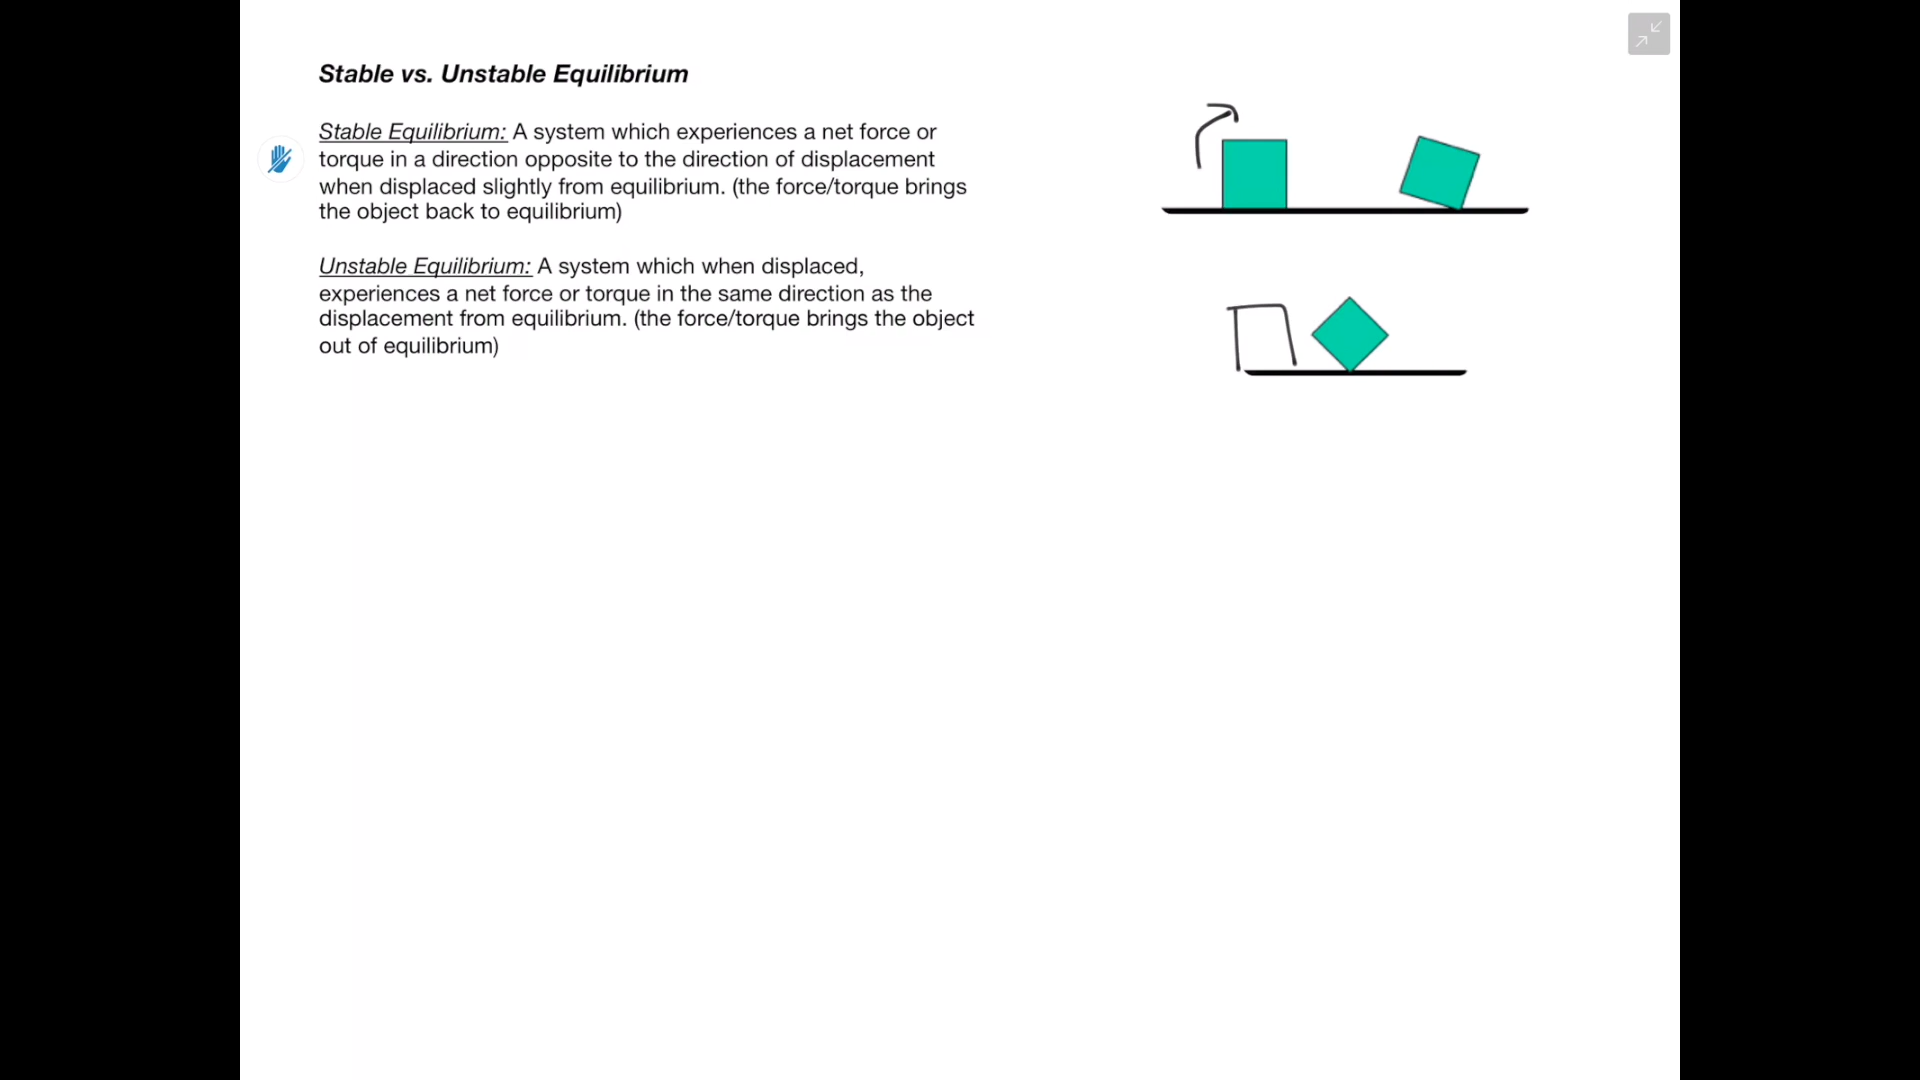 Stable vs. Unstable Equilibrium
Stable Equilibrium: A system which experiences a net force or
torque in a direction opposite to the direction of displacement
when displaced slightly from equilibrium. (the force/torque brings
the object back to equilibrium)
Unstable Equilibrium: A system which when displaced,
experiences a net force or torque in the same direction as the
displacement from equilibrium. (the force/torque brings the object
out of equilibrium)